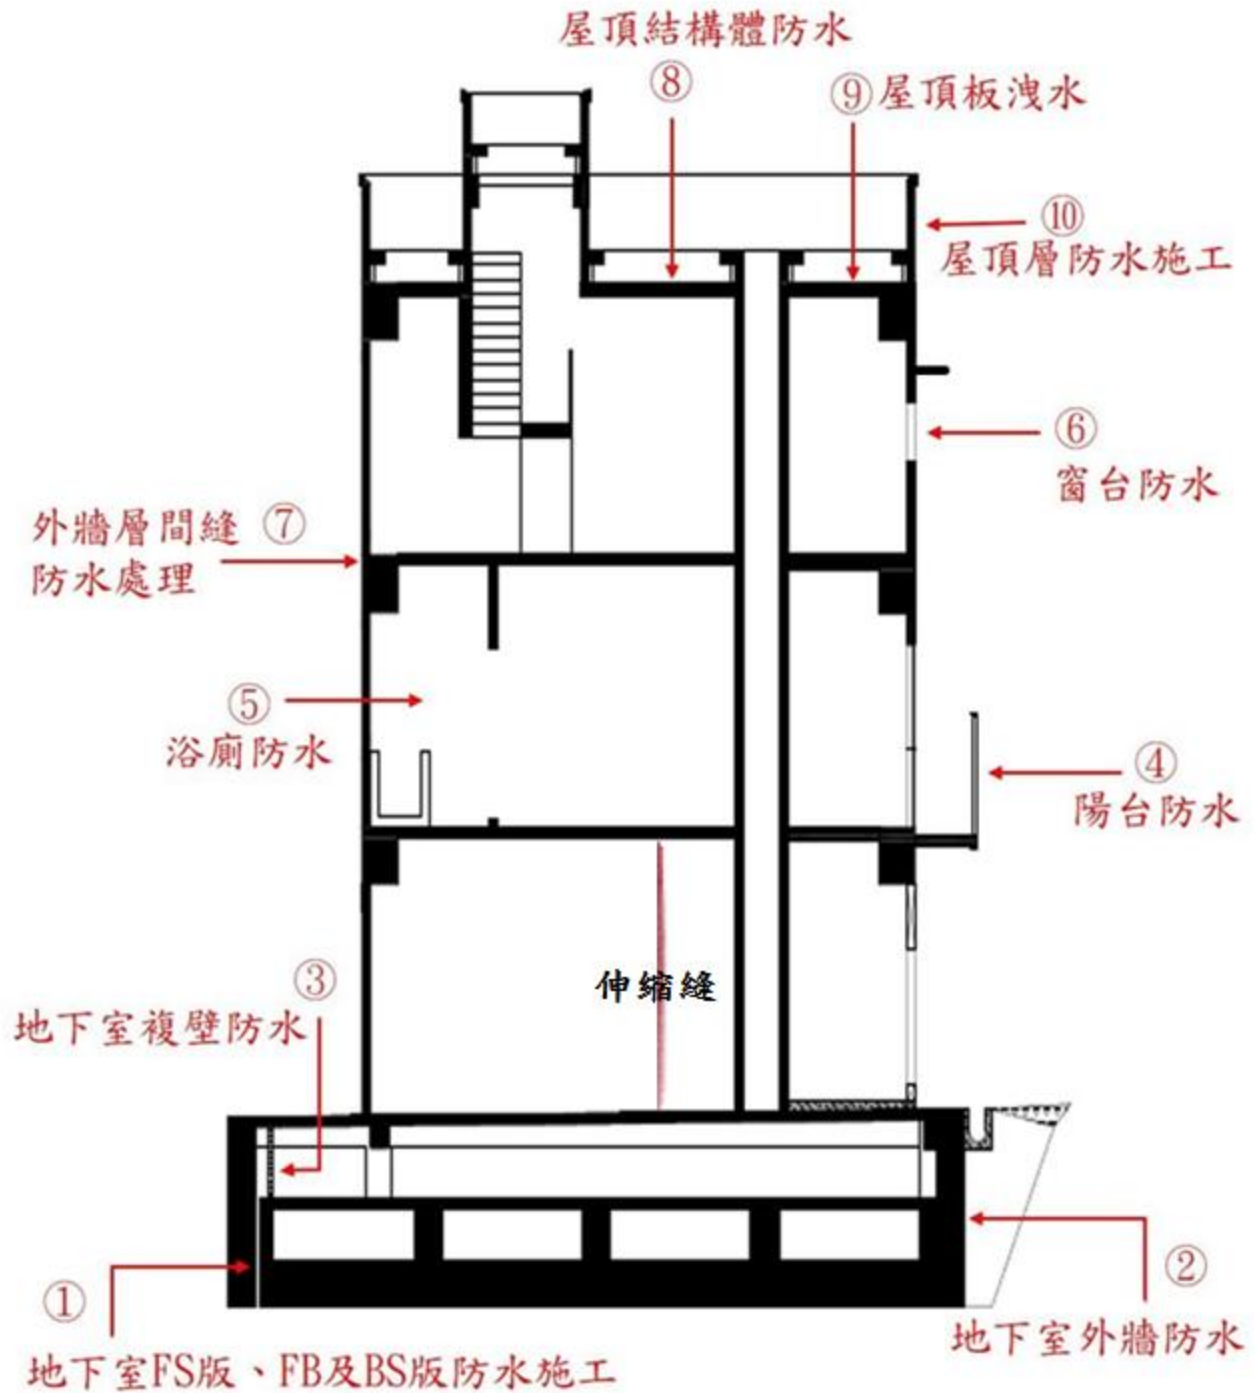 屋頂結構體防水
⑧
⑨屋頂板洩水
⑩
屋頂層防水施工
⑥
窗台防水
外牆層間縫 ⑦
防水處理
⑤
浴廁防水
④
陽台防水
伸縮縫
③
地下室複壁防水
②
地下室外牆防水
①
地下室FS版、FB及BS版防水施工